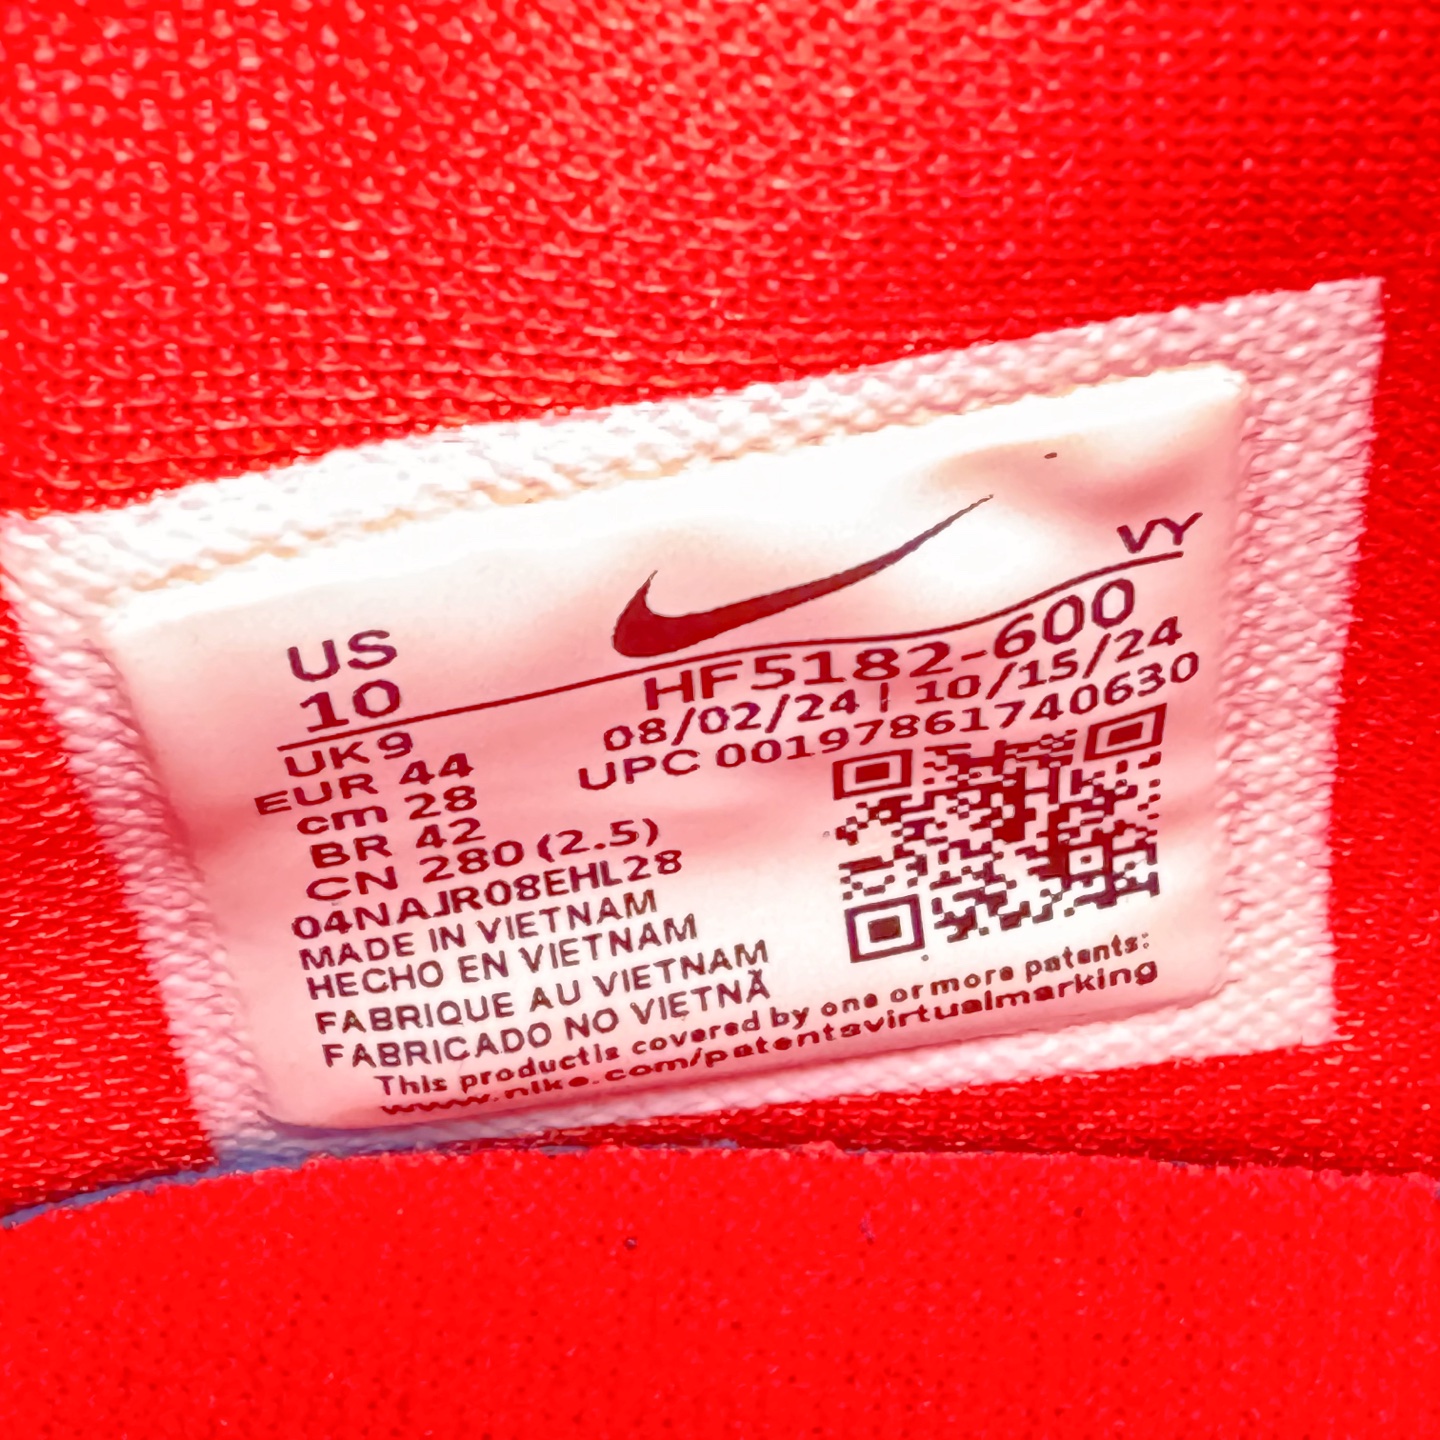 VY
US
10
UK 9
EUR 44
cm 28
BR 42
CN 280 (2.5)
04NAJR08EHL28
MADE IN VIETNAM
HECHO EN VIETNAM
FABRIQUE AU VIETNAM
FABRICADO NO VIETNÃ
HF5182-600
08/02/24 | 10/15/24
UPC 00197861740630
This product is covered by one or more patents:
www.nike.com/patentsvirtualmarking